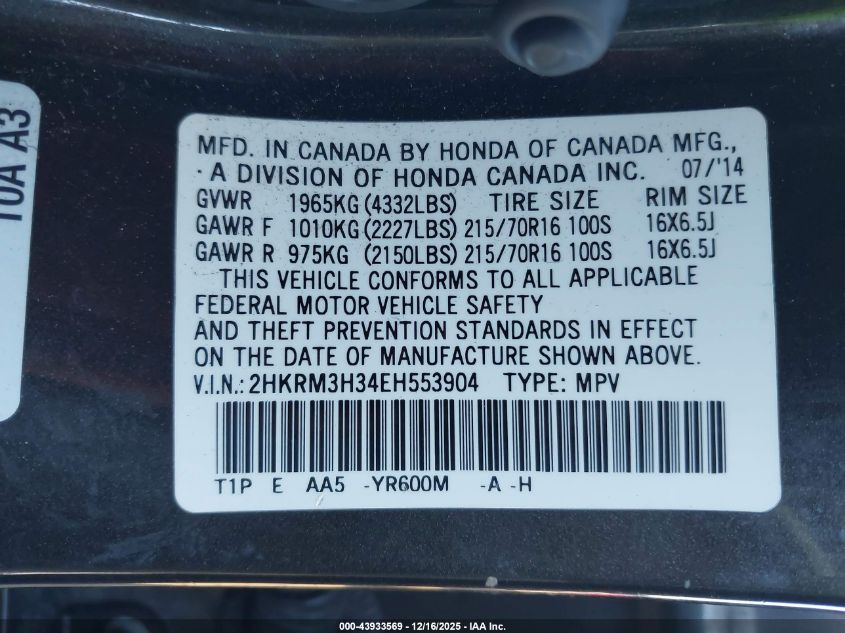 10A A3
MFD. IN CANADA BY HONDA OF CANADA MFG.,
A DIVISION OF HONDA CANADA INC. 07/'14
GVWR 1965KG (4332LBS) TIRE SIZE RIM SIZE
GAWR F 1010KG (2227LBS) 215/70R16 100S 16X6.5J
GAWR R 975KG (2150LBS) 215/70R16 100S 16X6.5J
THIS VEHICLE CONFORMS TO ALL APPLICABLE
FEDERAL MOTOR VEHICLE SAFETY
AND THEFT PREVENTION STANDARDS IN EFFECT
ON THE DATE OF MANUFACTURE SHOWN ABOVE.
V.I.N.: 2HKRM3H34EH553904 TYPE: MPV
T1P E AA5 -YR600M -A -H
000-43933569 - 12/16/2025 - IAA Inc.